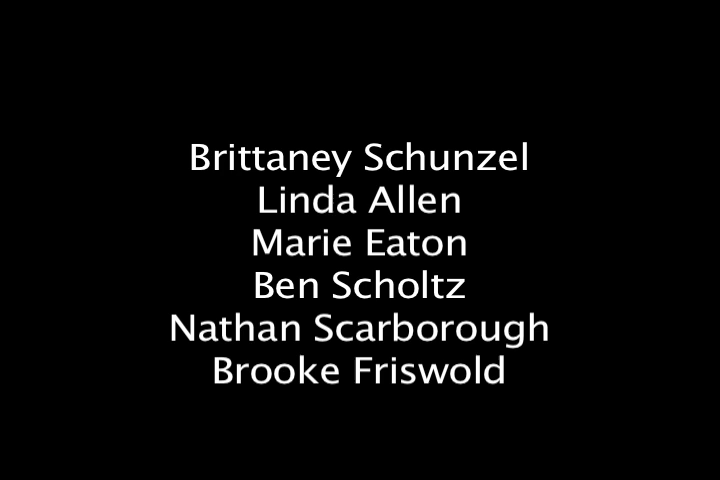 Brittaney Schunzel
Linda Allen
Marie Eaton
Ben Scholtz
Nathan Scarborough
Brooke Friswold